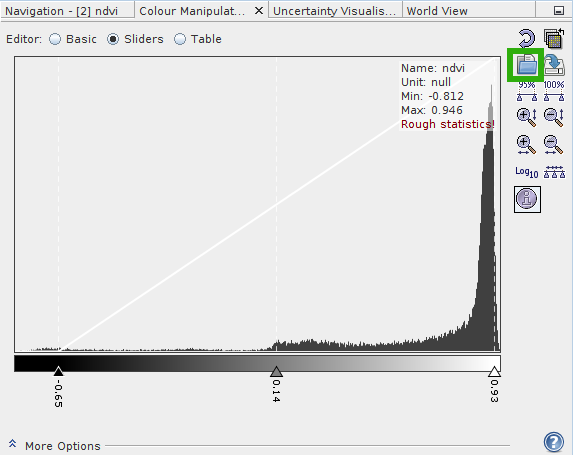 Navigation - [2] ndvi
Colour Manipulat...
Uncertainty Visualis...
World View
Editor: Basic Sliders Table
Name: ndvi
Unit: null
Min: -0.812
Max: 0.946
Rough statistics!
95% 100%
Log10
-0.65 0.14 0.93
More Options